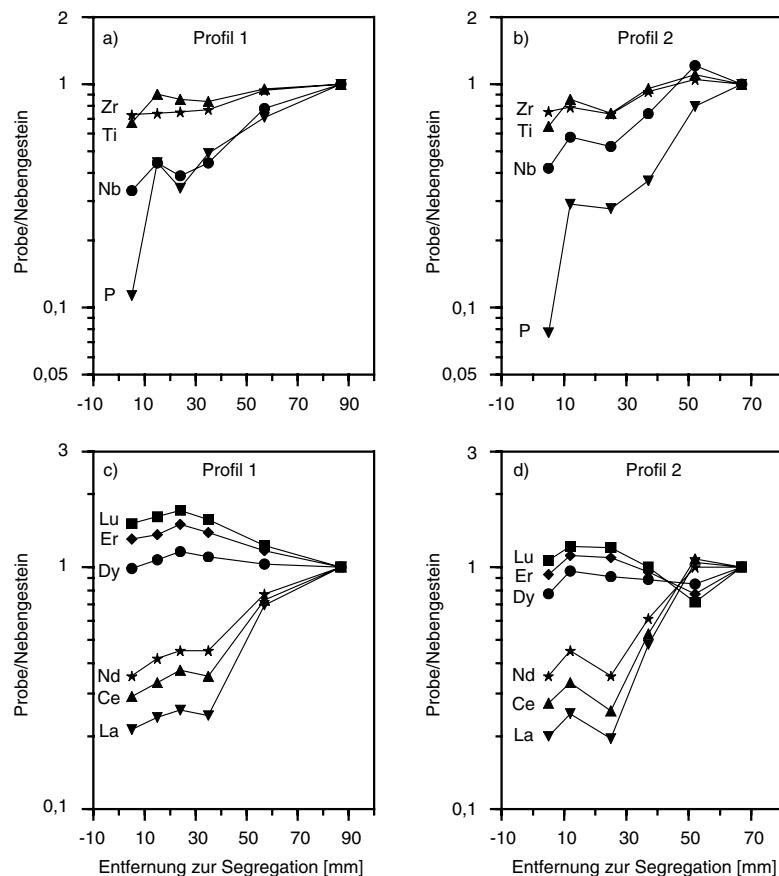 a) Profil 1
2
1
0,1
0,05
Zr
Ti
Nb
P
Probe/Nebengestein
-10 10 30 50 70 90
b) Profil 2
2
1
0,1
0,05
Zr
Ti
Nb
P
Probe/Nebengestein
-10 10 30 50 70
c) Profil 1
3
1
0,1
Lu
Er
Dy
Nd
Ce
La
Probe/Nebengestein
-10 10 30 50 70 90
Entfernung zur Segregation [mm]
d) Profil 2
3
1
0,1
Lu
Er
Dy
Nd
Ce
La
Probe/Nebengestein
-10 10 30 50 70
Entfernung zur Segregation [mm]